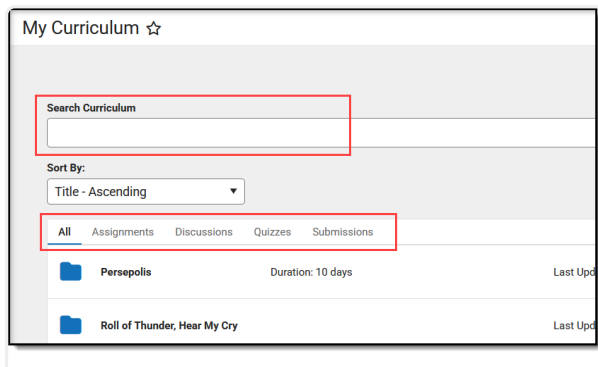 My Curriculum
Search Curriculum
Sort By:
Title - Ascending
All Assignments Discussions Quizzes Submissions
Persepolis Duration: 10 days Last Upd
Roll of Thunder, Hear My Cry Last Upd